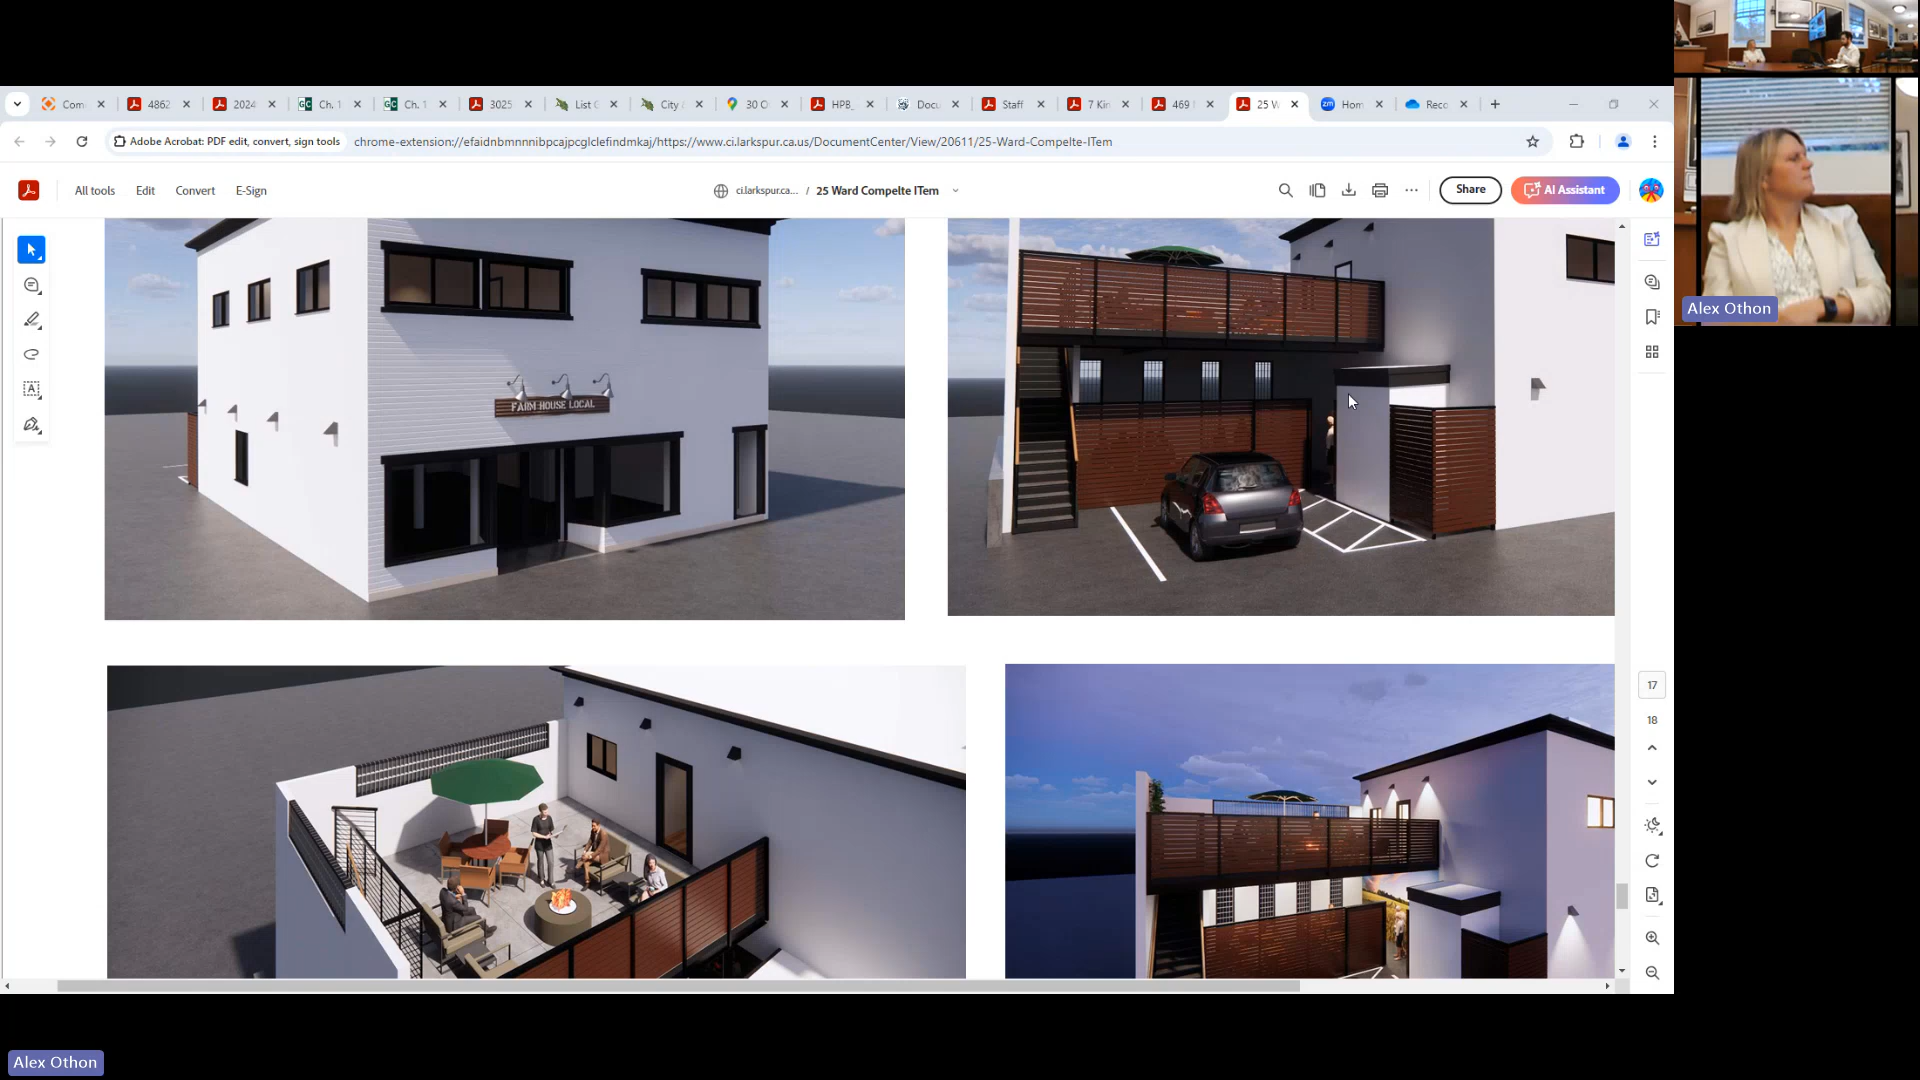 Com
4862
2024
Ch. 1
Ch. 1
3025
List
City
30 O
HPB_
Docu
Staff
7 Kin
469
25 W
Hom
Reco
Adobe Acrobat: PDF edit, convert, sign tools
chrome-extension://efaidnbmnnnibpcajpcglclefindmkaj/https://www.ci.larkspur.ca.us/DocumentCenter/View/20611/25-Ward-Compelte-ITem
All tools
Edit
Convert
E-Sign
ci.larkspur.ca... / 25 Ward Compelte ITem
Share
AI Assistant
FARM HOUSE LOCAL
17
18
Alex Othon
Alex Othon